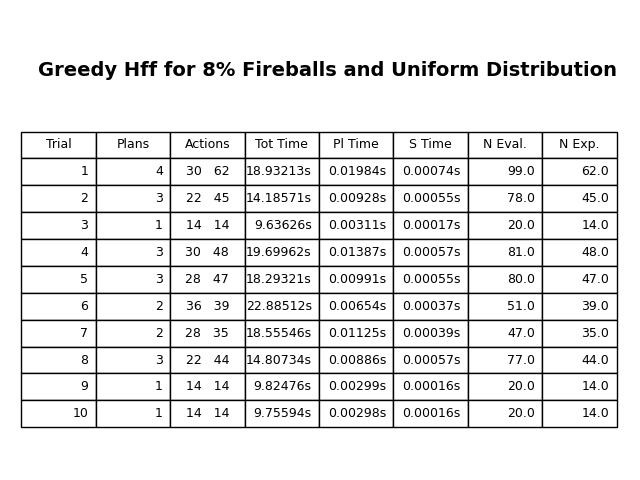 Greedy Hff for 8% Fireballs and Uniform Distribution
Trial Plans Actions Tot Time Pl Time S Time N Eval. N Exp.
1 4 30 62 18.93213s 0.01984s 0.00074s 99.0 62.0
2 3 22 45 14.18571s 0.00928s 0.00055s 78.0 45.0
3 1 14 14 9.63626s 0.00311s 0.00017s 20.0 14.0
4 3 30 48 19.69962s 0.01387s 0.00057s 81.0 48.0
5 3 28 47 18.29321s 0.00991s 0.00055s 80.0 47.0
6 2 36 39 22.88512s 0.00654s 0.00037s 51.0 39.0
7 2 28 35 18.55546s 0.01125s 0.00039s 47.0 35.0
8 3 22 44 14.80734s 0.00886s 0.00057s 77.0 44.0
9 1 14 14 9.82476s 0.00299s 0.00016s 20.0 14.0
10 1 14 14 9.75594s 0.00298s 0.00016s 20.0 14.0